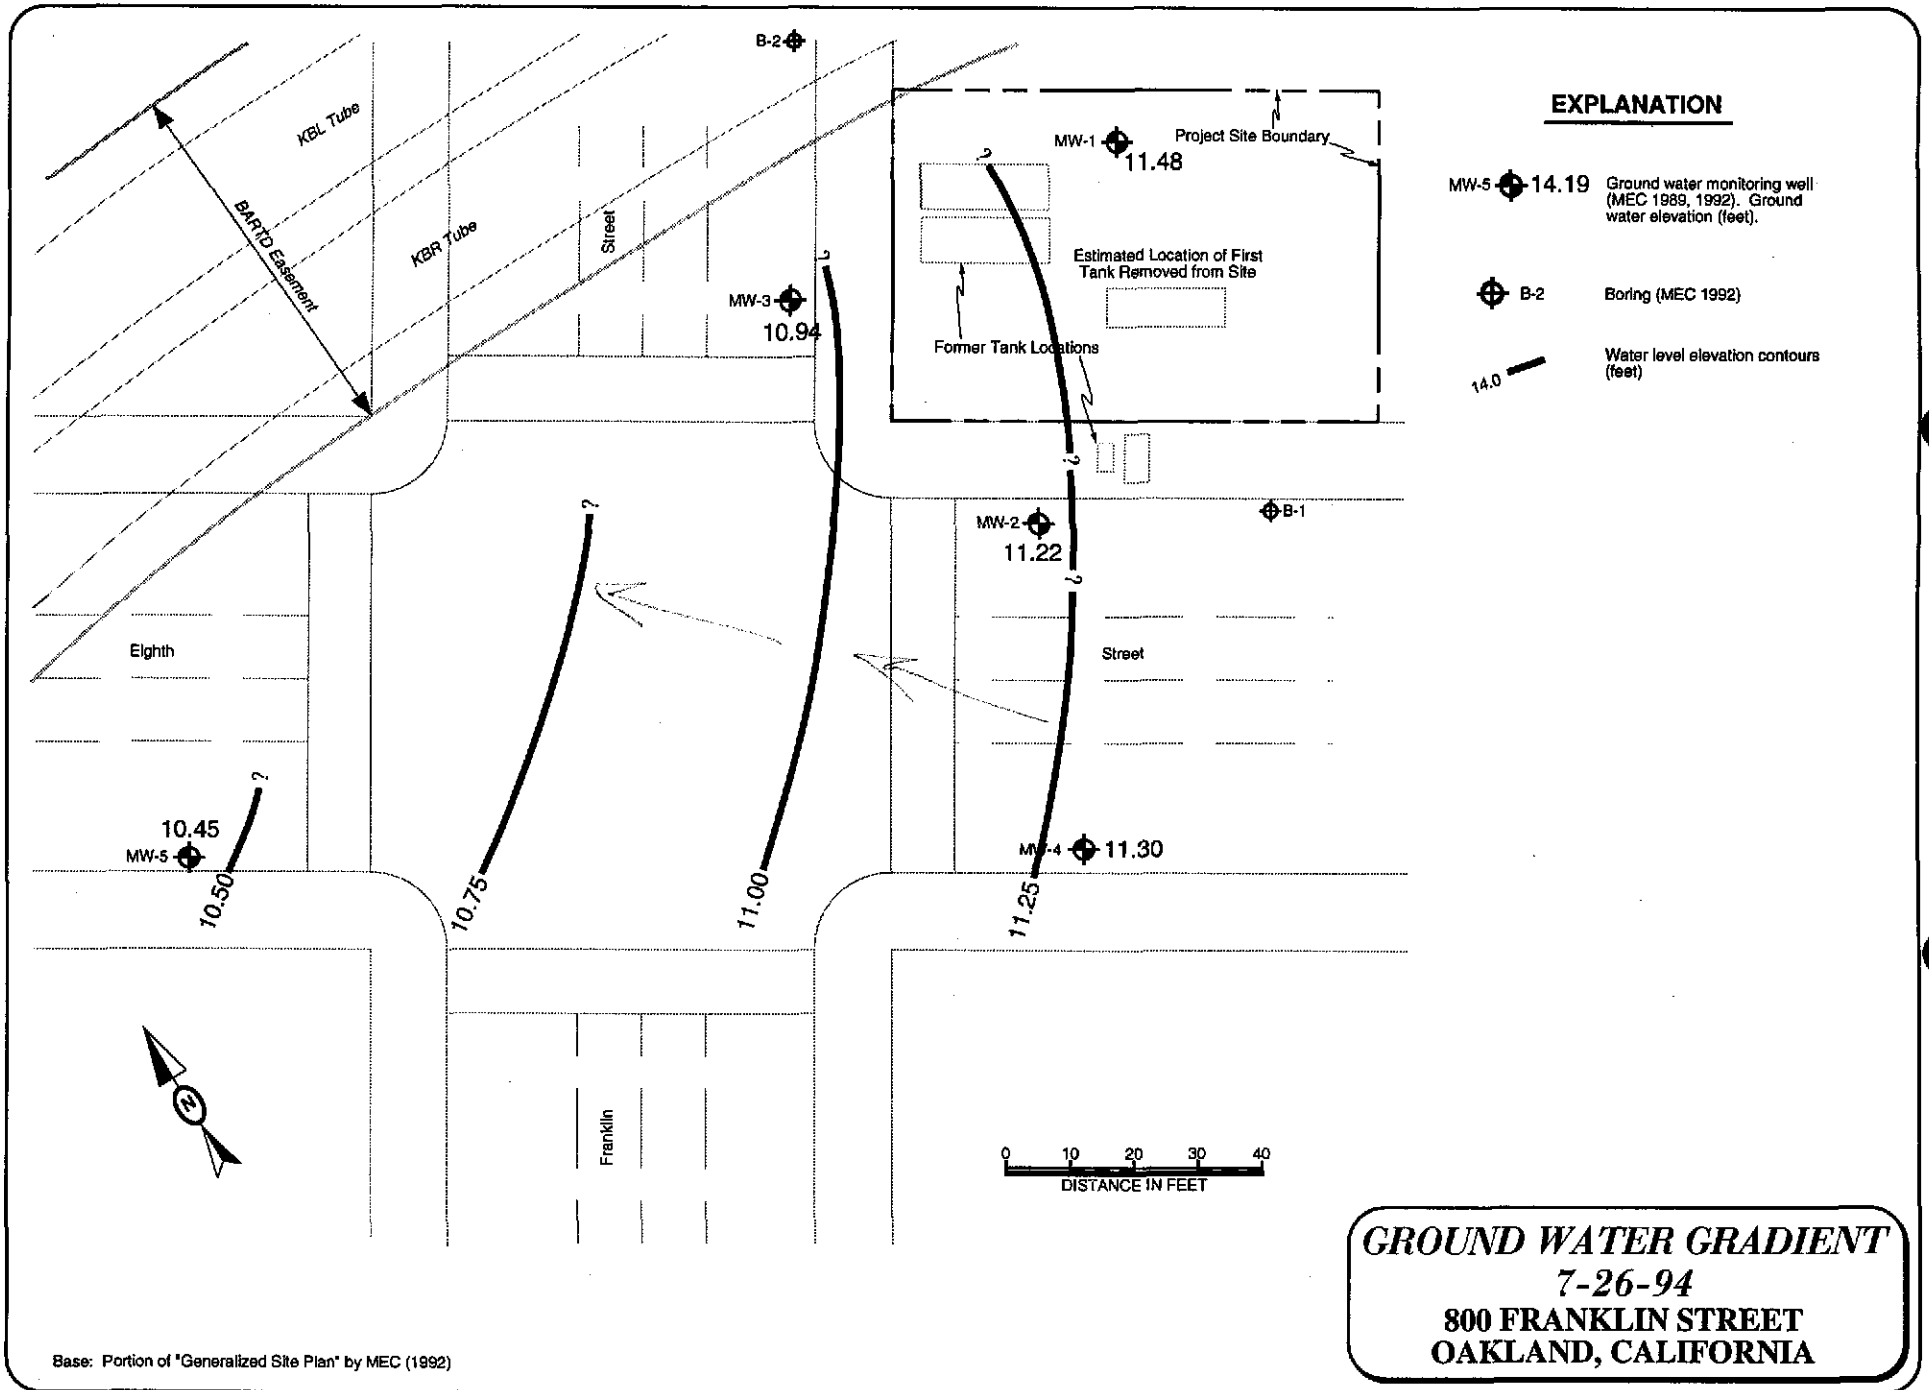 B-2
KBL Tube
BARTD Easement
KBR Tube
Street
MW-1
11.48
Project Site Boundary
?
?
MW-3
10.94
Estimated Location of First
Tank Removed from Site
Former Tank Locations
EXPLANATION
MW-5 14.19 Ground water monitoring well
(MEC 1989, 1992). Ground
water elevation (feet).
B-2 Boring (MEC 1992)
14.0 Water level elevation contours
(feet)
?
?
MW-2
11.22
B-1
?
Eighth
Street
?
10.45
MW-5
MW-4 11.30
10.50
10.75
11.00
11.25
N
Franklin
0 10 20 30 40
DISTANCE IN FEET
GROUND WATER GRADIENT
7-26-94
800 FRANKLIN STREET
OAKLAND, CALIFORNIA
Base: Portion of "Generalized Site Plan" by MEC (1992)